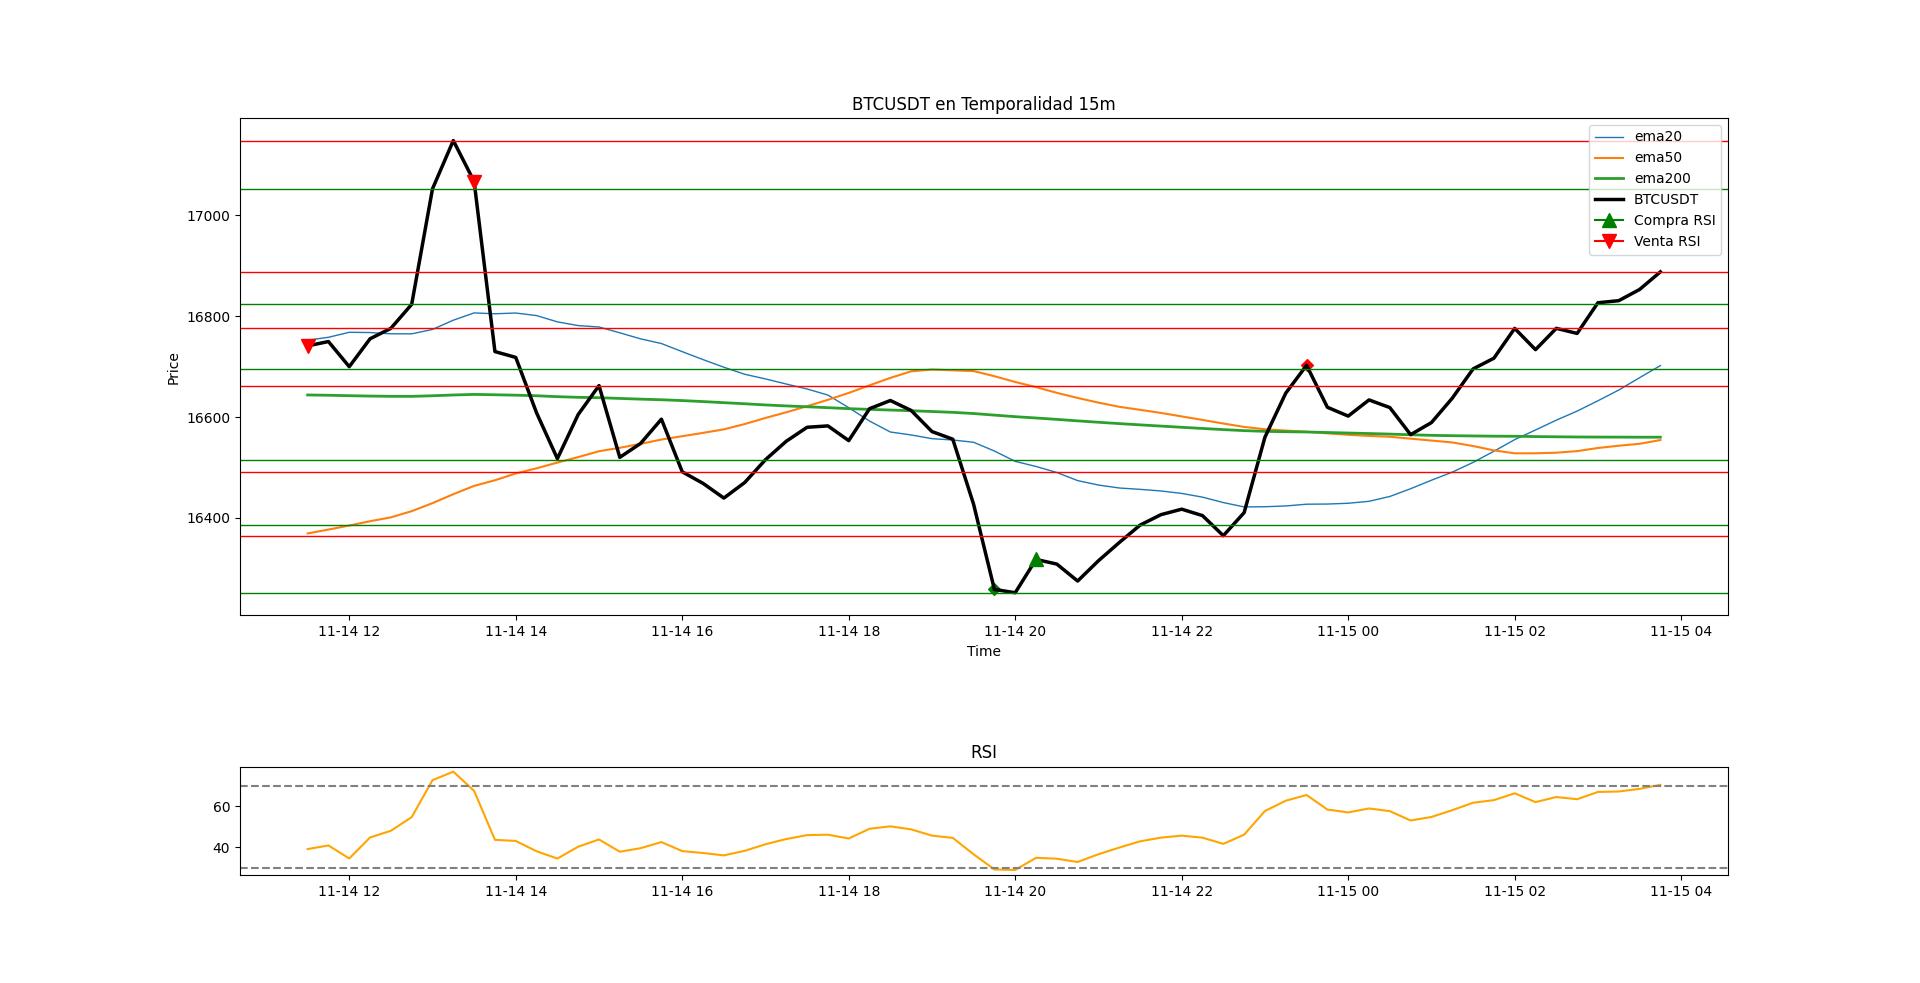 BTCUSDT en Temporalidad 15m
ema20
ema50
ema200
BTCUSDT
Compra RSI
Venta RSI
Price
17000
16800
16600
16400
11-14 12 11-14 14 11-14 16 11-14 18 11-14 20 11-14 22 11-15 00 11-15 02 11-15 04
Time
RSI
60
40
11-14 12 11-14 14 11-14 16 11-14 18 11-14 20 11-14 22 11-15 00 11-15 02 11-15 04